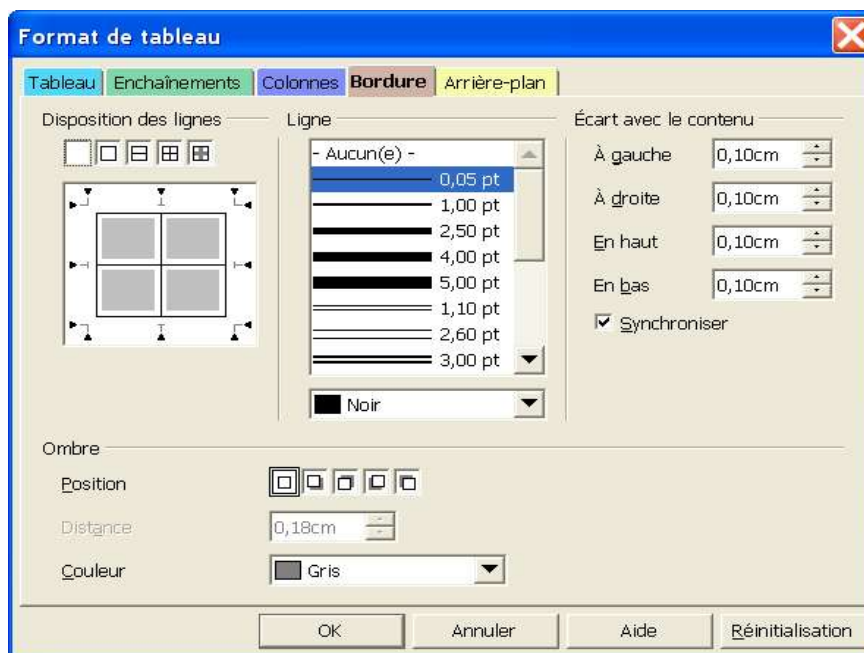 Format de tableau
Tableau Enchaînements Colonnes Bordure Arrière-plan
Disposition des lignes
Ligne
- Aucun(e) -
0,05 pt
1,00 pt
2,50 pt
4,00 pt
5,00 pt
1,10 pt
2,60 pt
3,00 pt
Noir
Écart avec le contenu
À gauche 0,10cm
À droite 0,10cm
En haut 0,10cm
En bas 0,10cm
Synchroniser
Ombre
Position
Distance 0,18cm
Couleur Gris
OK Annuler Aide Réinitialisation